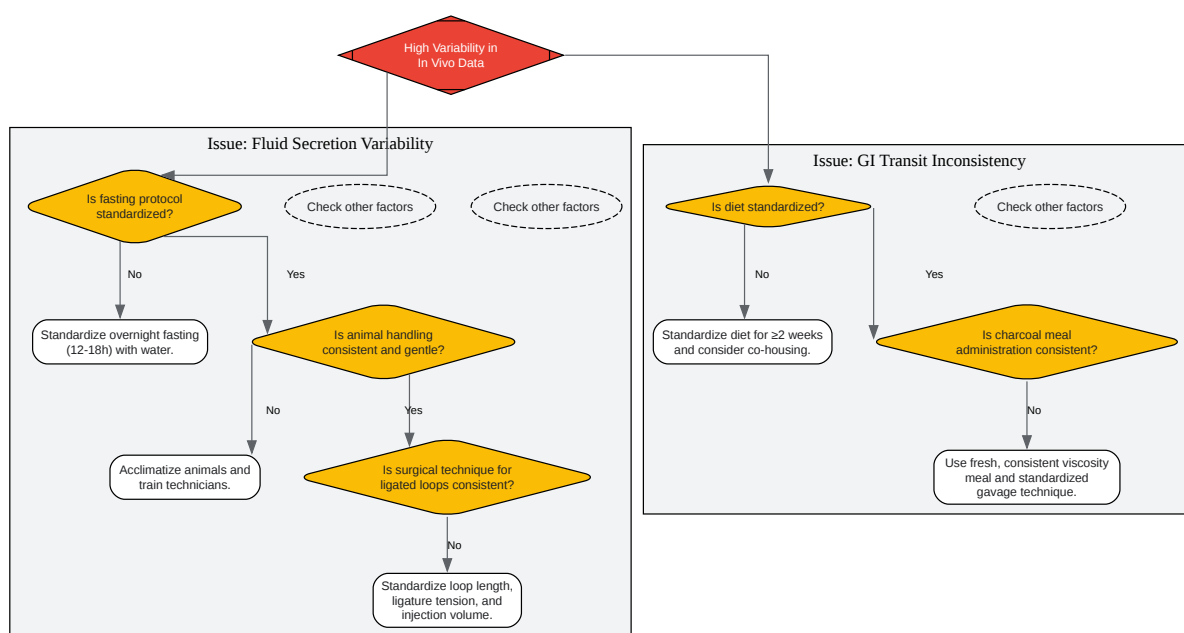 High Variability in
In Vivo Data
Issue: Fluid Secretion Variability
Is fasting protocol
standardized?
Check other factors
Check other factors
No
Yes
Standardize overnight fasting
(12-18h) with water.
Is animal handling
consistent and gentle?
No
Yes
Acclimatize animals and
train technicians.
Is surgical technique for
ligated loops consistent?
No
Standardize loop length,
ligature tension, and
injection volume.
Issue: GI Transit Inconsistency
Is diet standardized?
Check other factors
No
Yes
Standardize diet for ≥2 weeks
and consider co-housing.
Is charcoal meal
administration consistent?
No
Use fresh, consistent viscosity
meal and standardized
gavage technique.